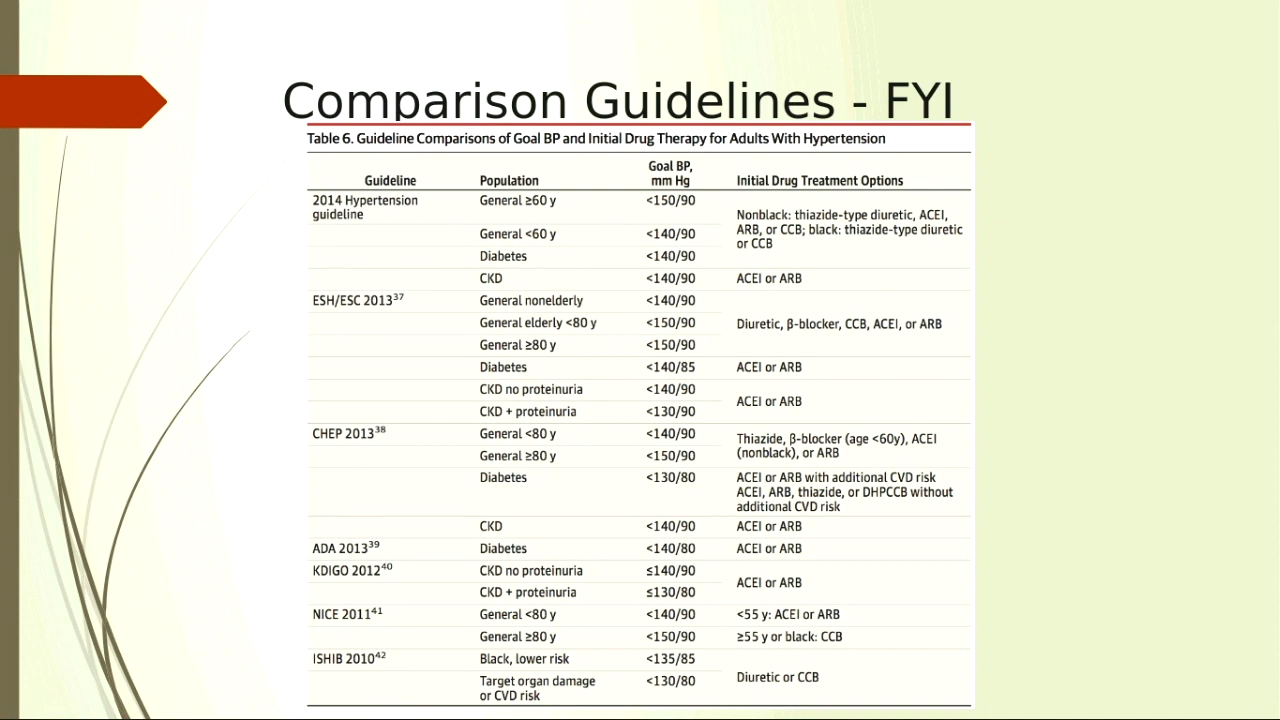 Comparison Guidelines - FYI
Table 6. Guideline Comparisons of Goal BP and Initial Drug Therapy for Adults With Hypertension
Guideline Population Goal BP, mm Hg Initial Drug Treatment Options
2014 Hypertension guideline General ≥60 y <150/90 Nonblack: thiazide-type diuretic, ACEI, ARB, or CCB; black: thiazide-type diuretic or CCB
General <60 y <140/90
Diabetes <140/90
CKD <140/90 ACEI or ARB
ESH/ESC 201337 General nonelderly <140/90 Diuretic, β-blocker, CCB, ACEI, or ARB
General elderly <80 y <150/90
General ≥80 y <150/90
Diabetes <140/85 ACEI or ARB
CKD no proteinuria <140/90 ACEI or ARB
CKD + proteinuria <130/90
CHEP 201338 General <80 y <140/90 Thiazide, β-blocker (age <60y), ACEI (nonblack), or ARB
General ≥80 y <150/90
Diabetes <130/80 ACEI or ARB with additional CVD risk
ACEI, ARB, thiazide, or DHPCCB without
additional CVD risk
CKD <140/90 ACEI or ARB
ADA 201339 Diabetes <140/80 ACEI or ARB
KDIGO 201240 CKD no proteinuria ≤140/90 ACEI or ARB
CKD + proteinuria ≤130/80
NICE 201141 General <80 y <140/90 <55 y: ACEI or ARB
General ≥80 y <150/90 ≥55 y or black: CCB
ISHIB 201042 Black, lower risk <135/85 Diuretic or CCB
Target organ damage or CVD risk <130/80